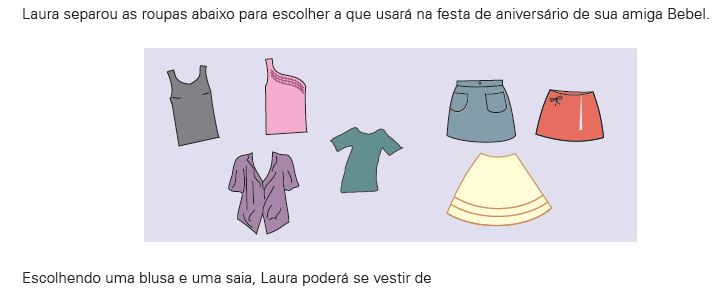 Laura separou as roupas abaixo para escolher a que usará na festa de aniversário de sua amiga Bebel.
Escolhendo uma blusa e uma saia, Laura poderá se vestir de